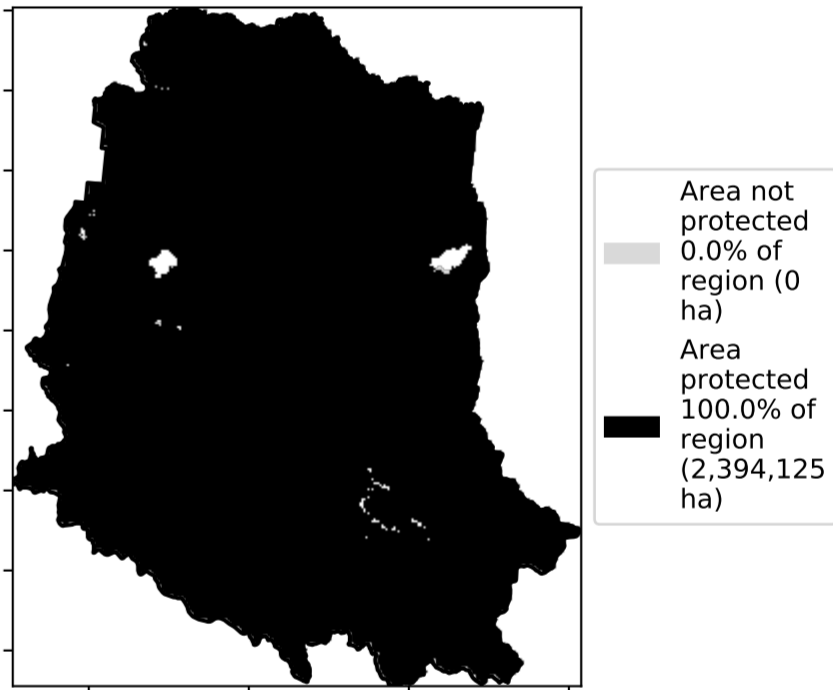 Area not
protected
0.0% of
region (0
ha)
Area
protected
100.0% of
region
(2,394,125
ha)